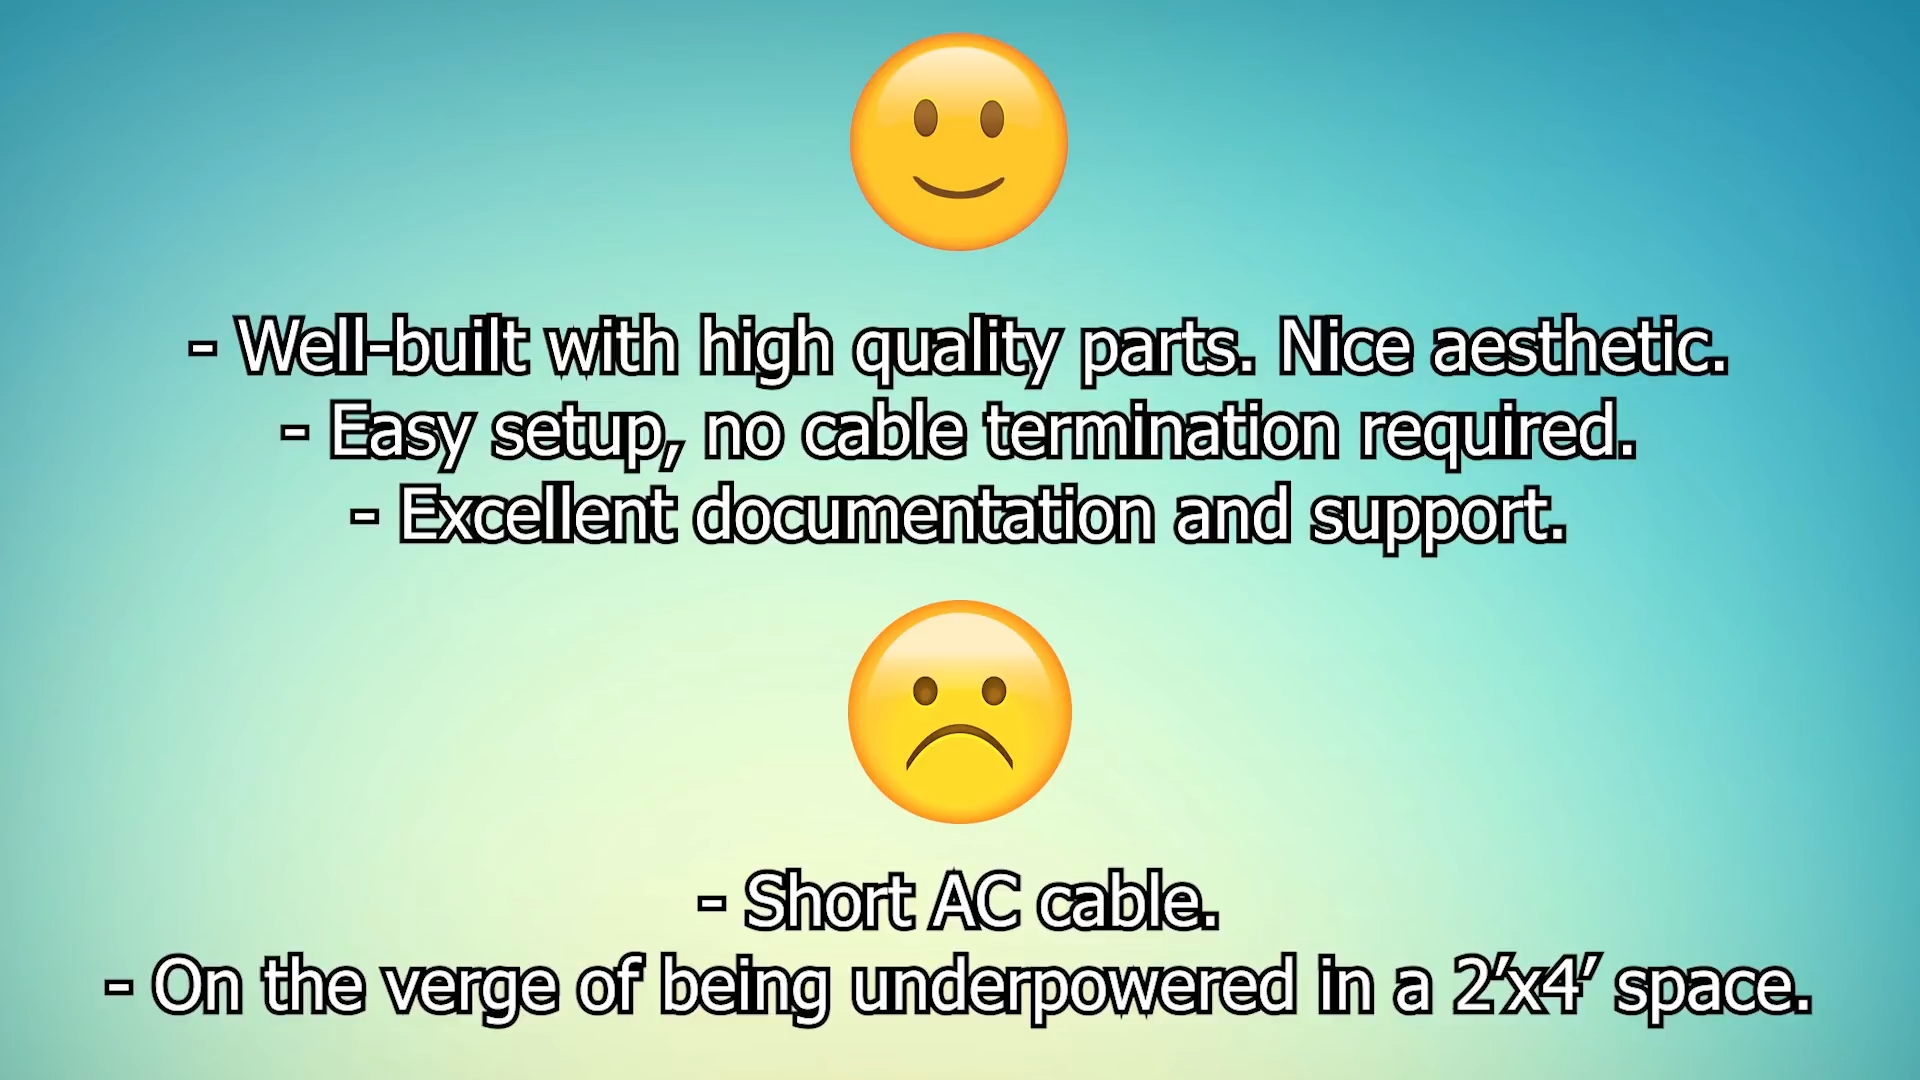 - Well-built with high quality parts. Nice aesthetic.
- Easy setup, no cable termination required.
- Excellent documentation and support.
- Short AC cable.
- On the verge of being underpowered in a 2’x4’ space.